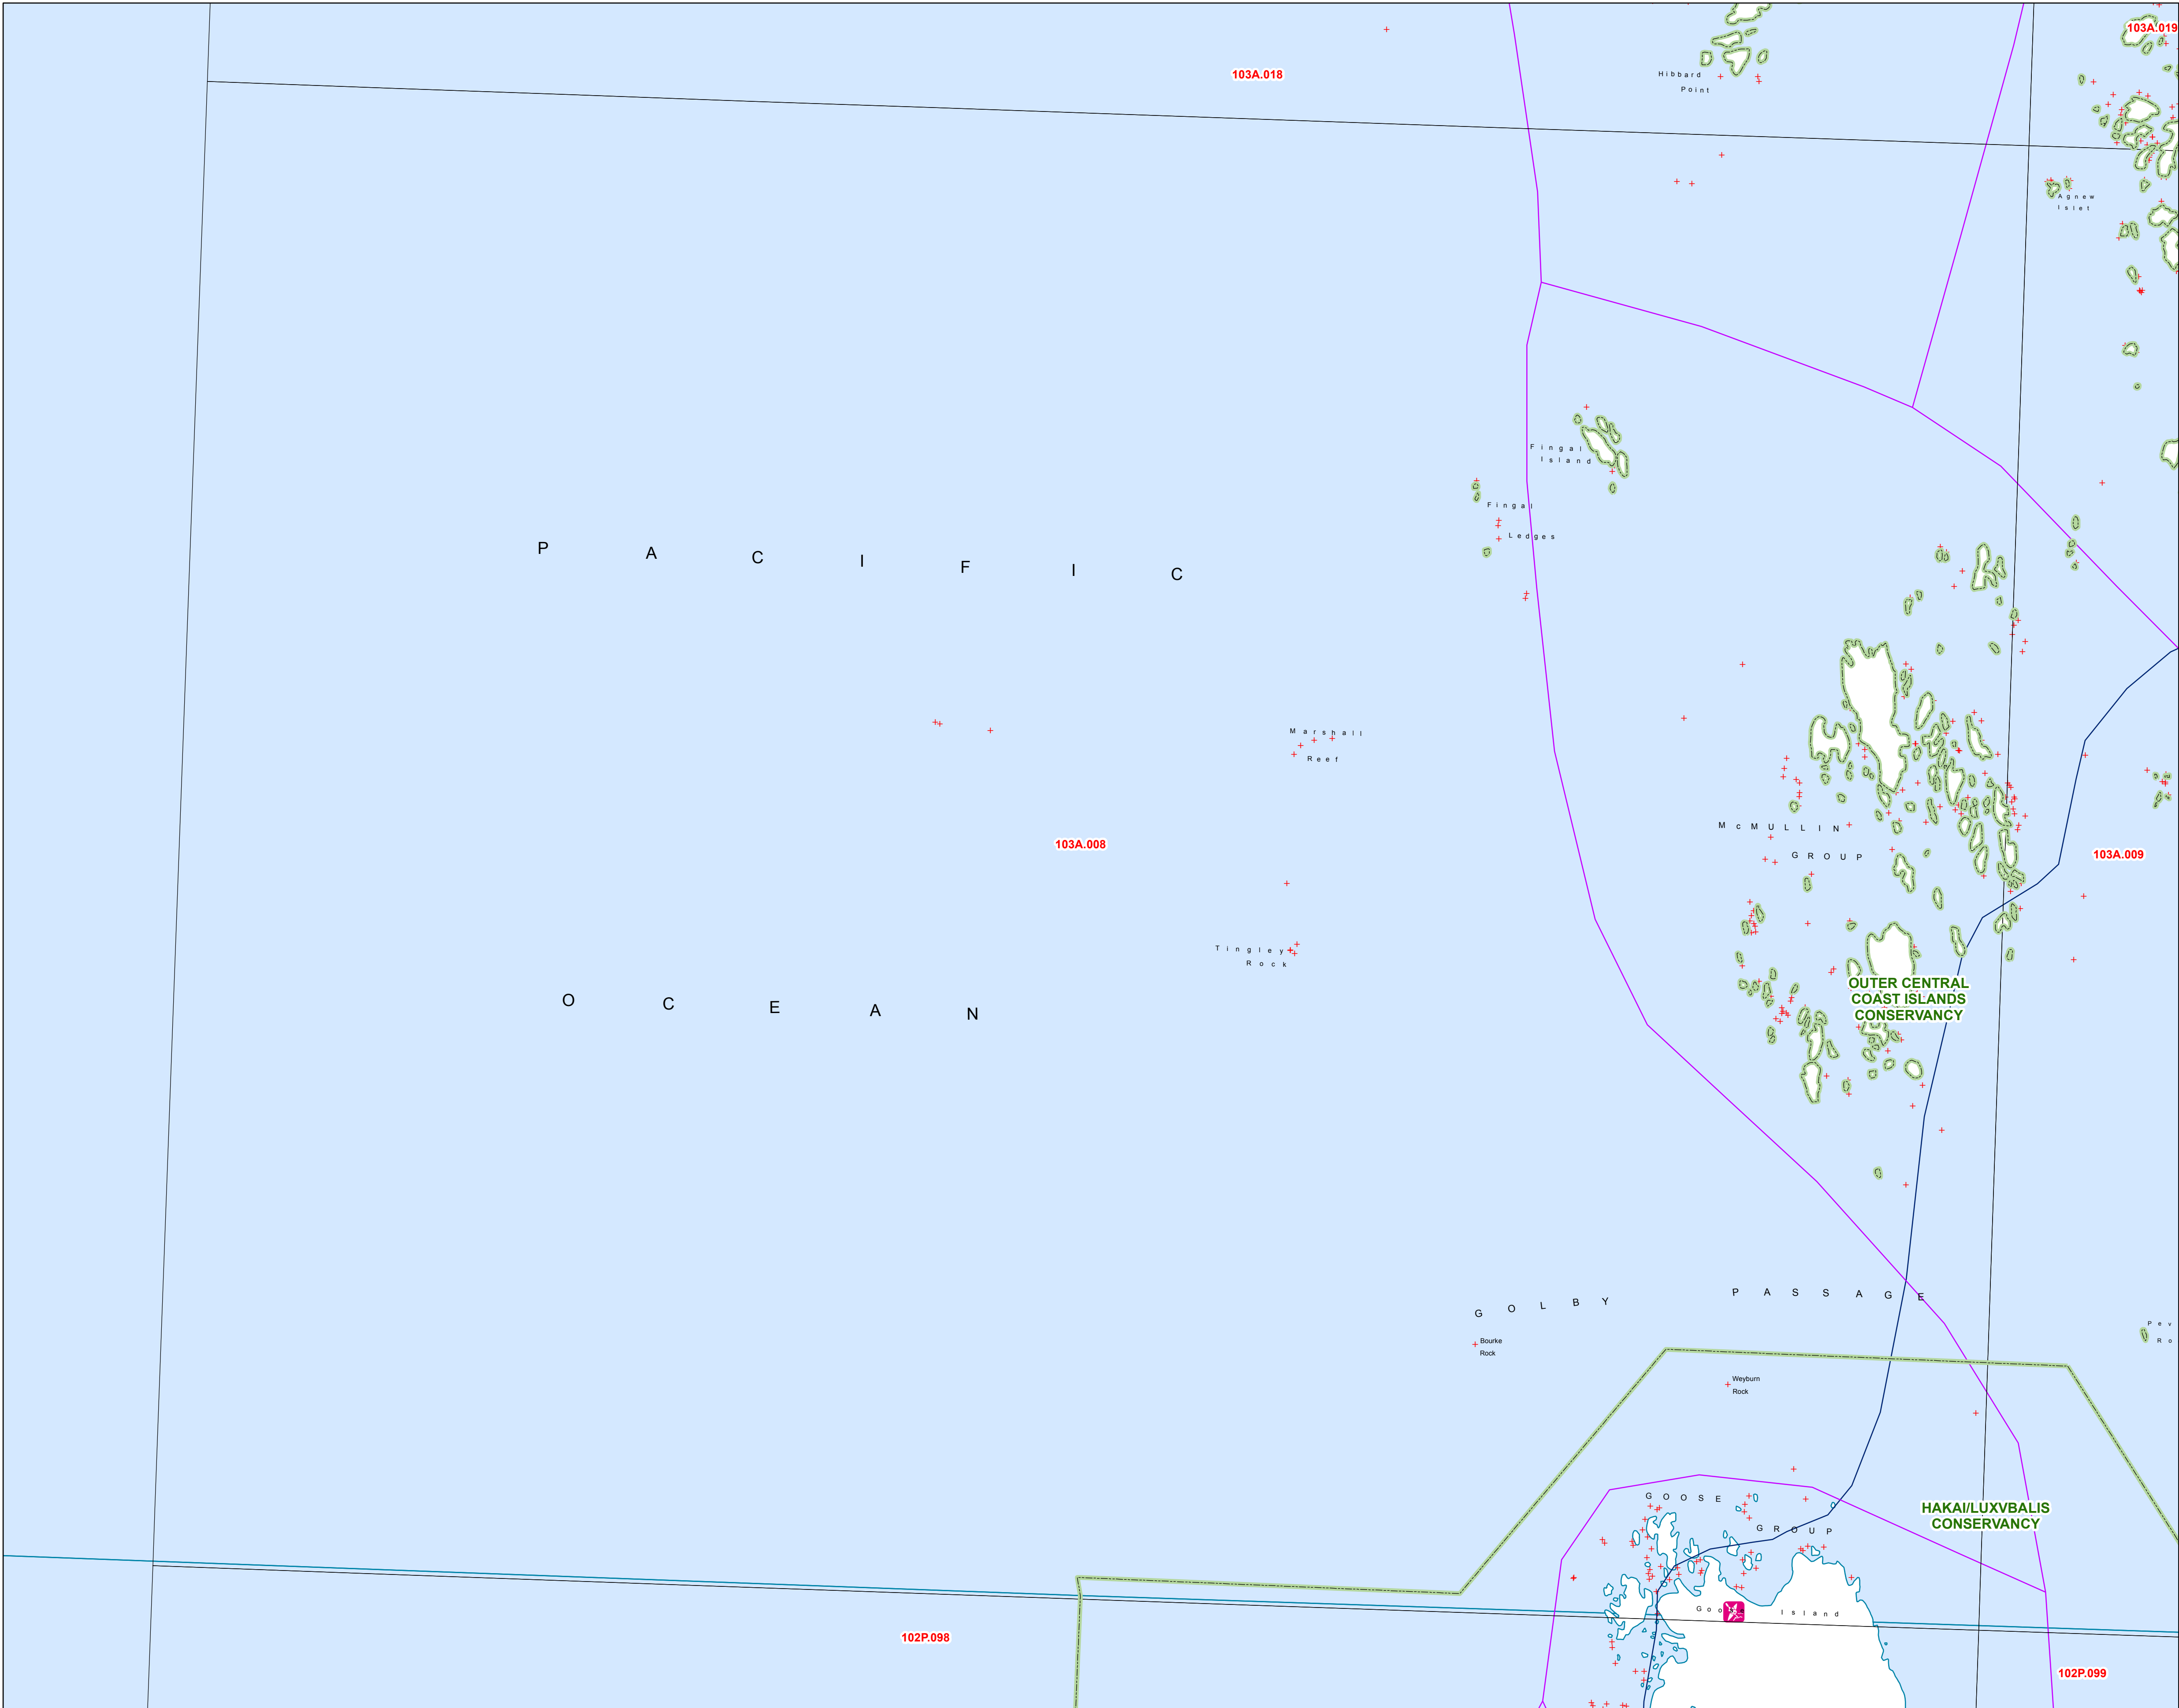 103A.019
103A.018
Hibbard
Point
Agnew
Islet
Fingal
Island
Fingal
Ledges
PACIFIC
Marshall
Reef
McMULLIN
GROUP
103A.008
103A.009
Tingley
Rock
OUTER CENTRAL
COAST ISLANDS
CONSERVANCY
OCEAN
GOLBY PASSAGE
Bourke
Rock
Pev
Ro
Weyburn
Rock
GOOSE
GROUP
HAKAI/LUXVBALIS
CONSERVANCY
Island
102P.098
102P.099